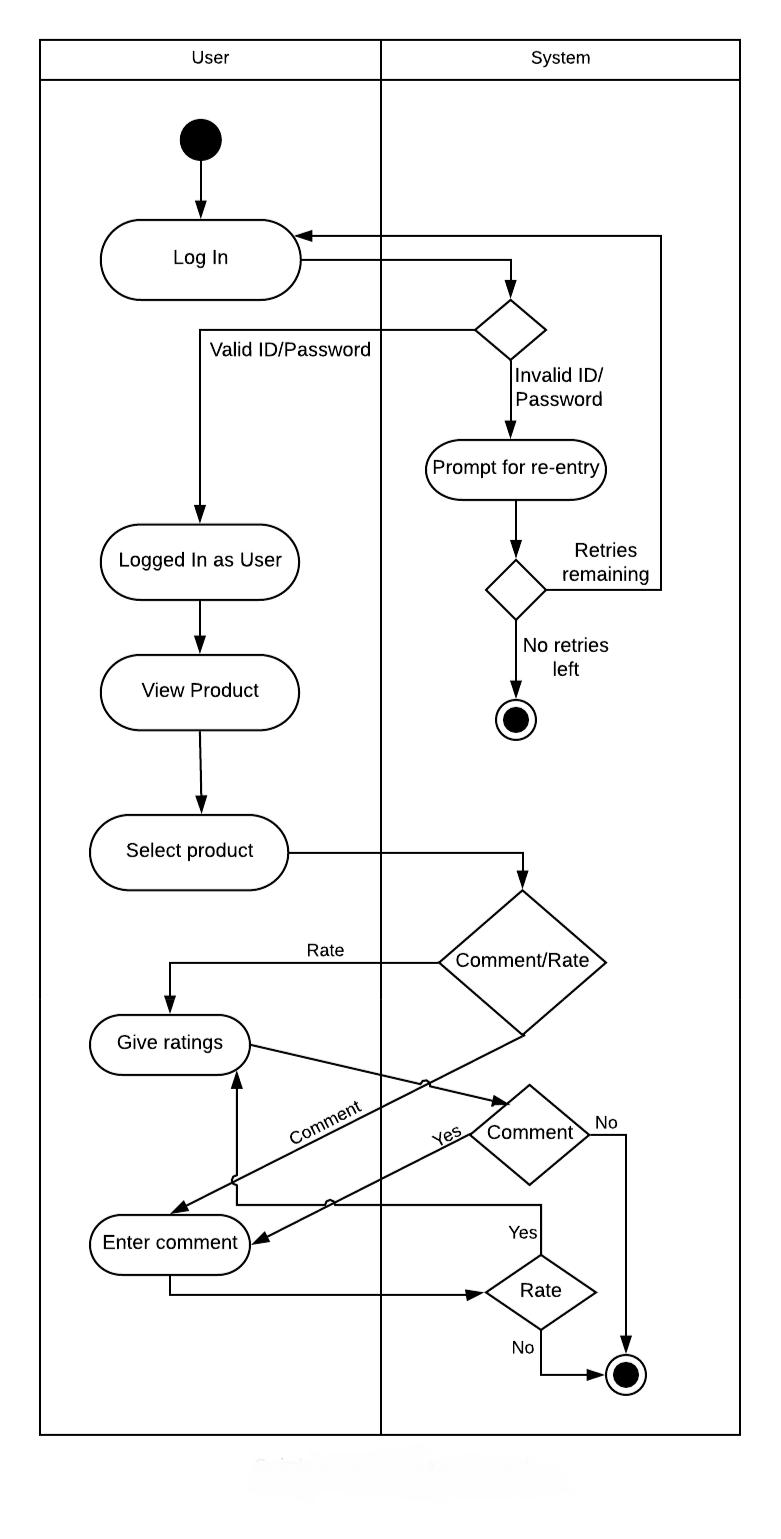 User
System
Log In
Valid ID/Password
Invalid ID/
Password
Prompt for re-entry
Logged In as User
Retries
remaining
No retries
left
View Product
Select product
Rate
Comment/Rate
Give ratings
Comment
Yes
Comment
No
Enter comment
Yes
Rate
No